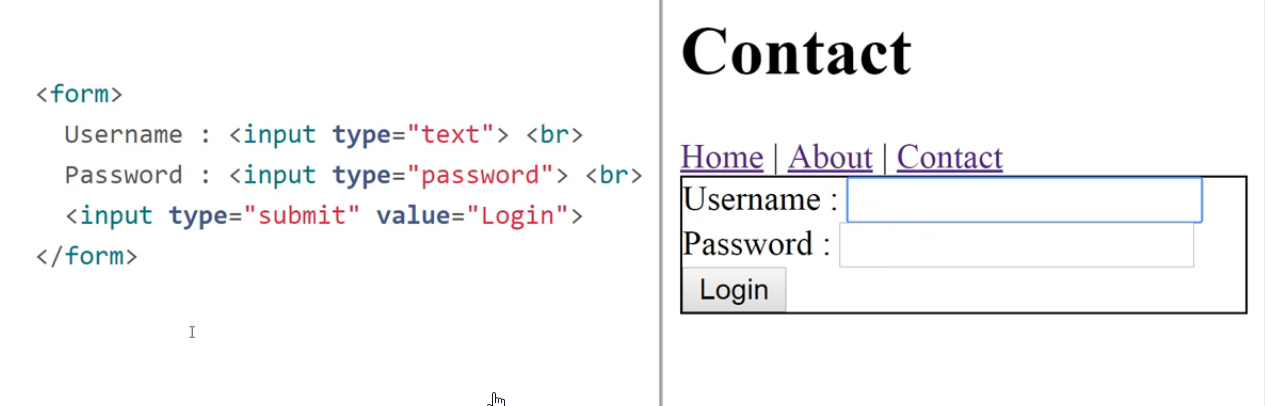 <form>
Username : <input type="text"> <br>
Password : <input type="password"> <br>
<input type="submit" value="Login">
</form>
Contact
Home | About | Contact
Username :
Password :
Login